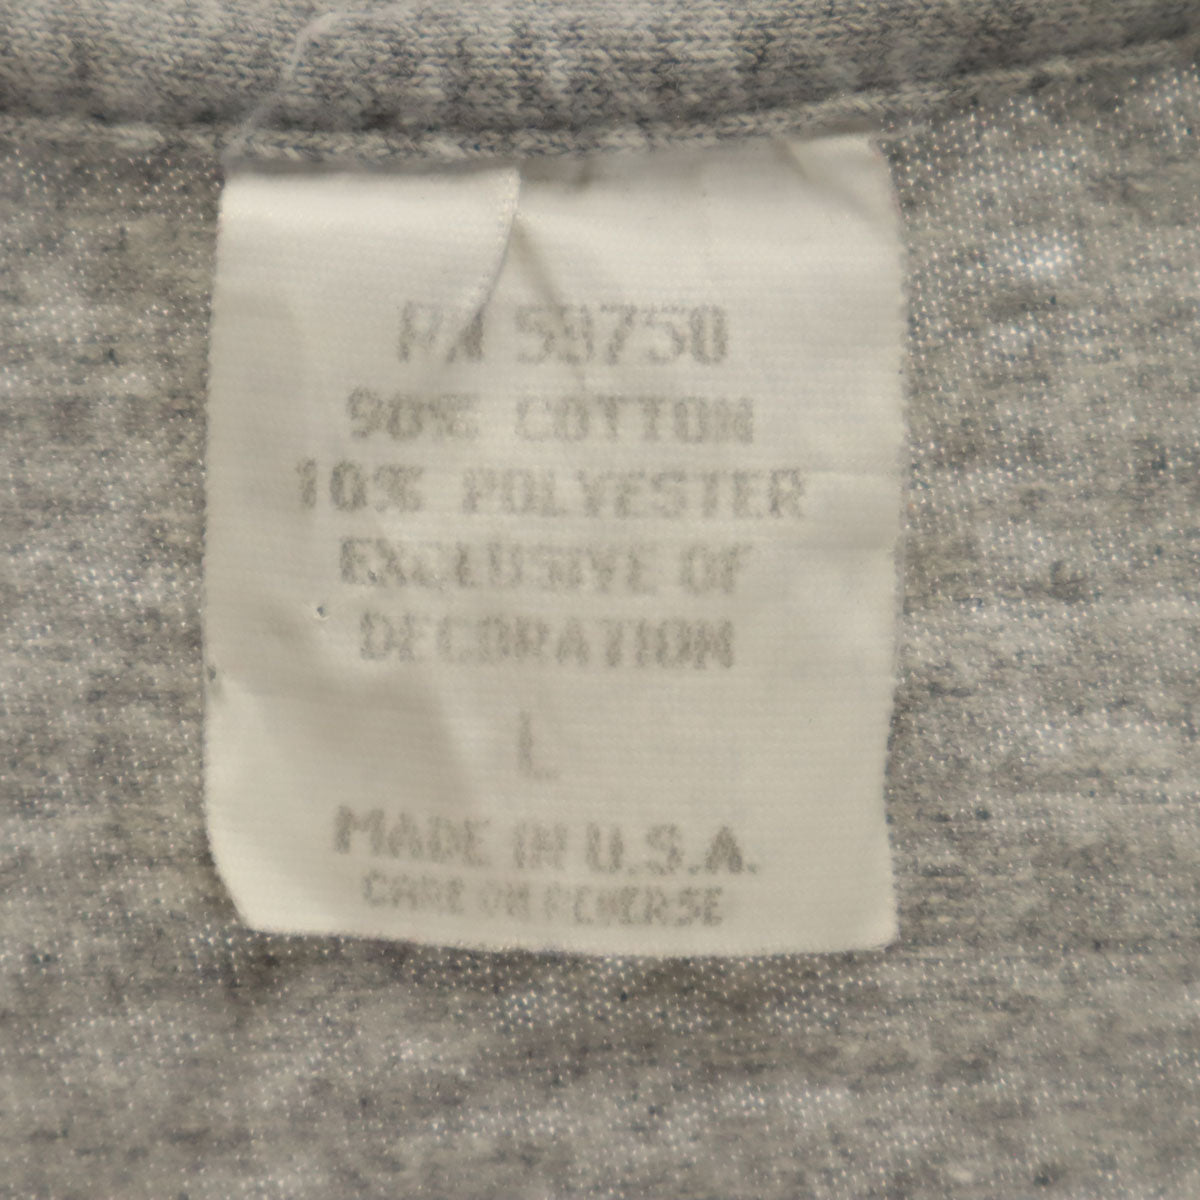 RN 59750
90% COTTON
10% POLYESTER
EXCLUSIVE OF
DECORATION
L
MADE IN U.S.A.
CARE ON REVERSE